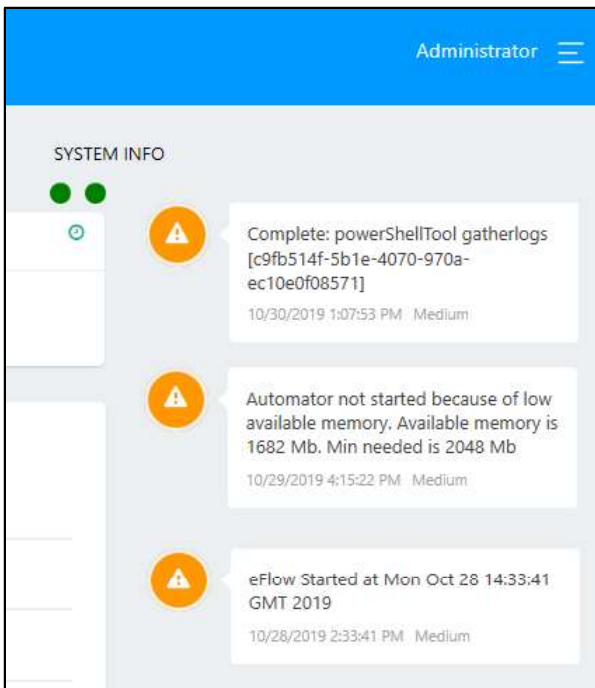 Administrator
SYSTEM INFO
Complete: powerShellTool gatherlogs
[c9fb514f-5b1e-4070-970a-
ec10e0f08571]
10/30/2019 1:07:53 PM Medium
Automator not started because of low
available memory. Available memory is
1682 Mb. Min needed is 2048 Mb
10/29/2019 4:15:22 PM Medium
eFlow Started at Mon Oct 28 14:33:41
GMT 2019
10/28/2019 2:33:41 PM Medium